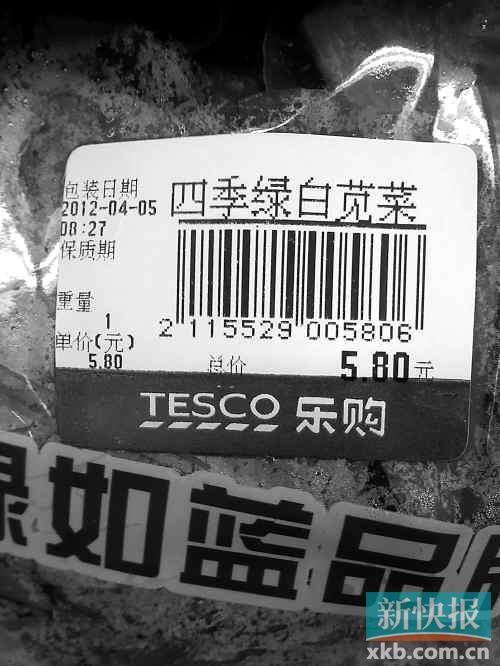 包装日期
2012-04-05
08:27
保质期
四季绿白苋菜
重量
1
单价(元)
5.80
2 115529 005806
总价 5.80元
TESCO 乐购
绿如蓝品
新快报
xkb.com.cn